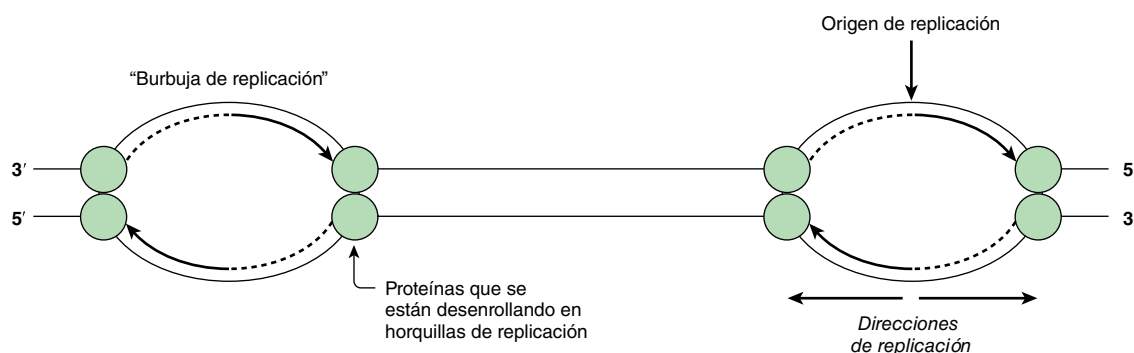 Origen de replicación
“Burbuja de replicación”
3′
5
5′
3
Proteínas que se
están desenrollando en
horquillas de replicación
Direcciones
de replicación